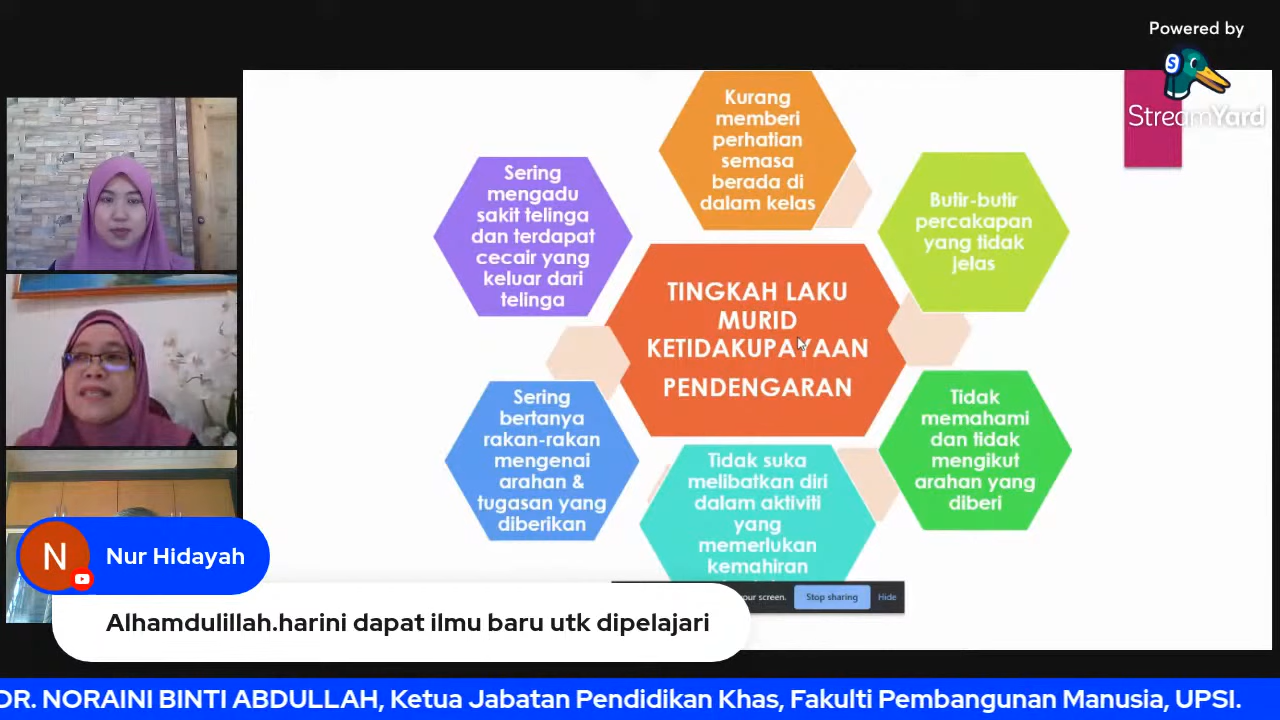 Powered by
StreamYard
Kurang
memberi
perhatian
semasa
berada di
dalam kelas
Sering
mengadu
sakit telinga
dan terdapat
cecair yang
keluar dari
telinga
Butir-butir
percakapan
yang tidak
jelas
TINGKAH LAKU
MURID
KETIDAKUPAYAAN
PENDENGARAN
Sering
bertanya
rakan-rakan
mengenai
arahan &
tugasan yang
diberikan
Tidak
memahami
dan tidak
mengikut
arahan yang
diberi
Tidak suka
melibatkan diri
dalam aktiviti
yang
memerlukan
kemahiran
your screen. Stop sharing Hide
N Nur Hidayah
Alhamdulillah.harini dapat ilmu baru utk dipelajari
DR. NORAINI BINTI ABDULLAH, Ketua Jabatan Pendidikan Khas, Fakulti Pembangunan Manusia, UPSI.